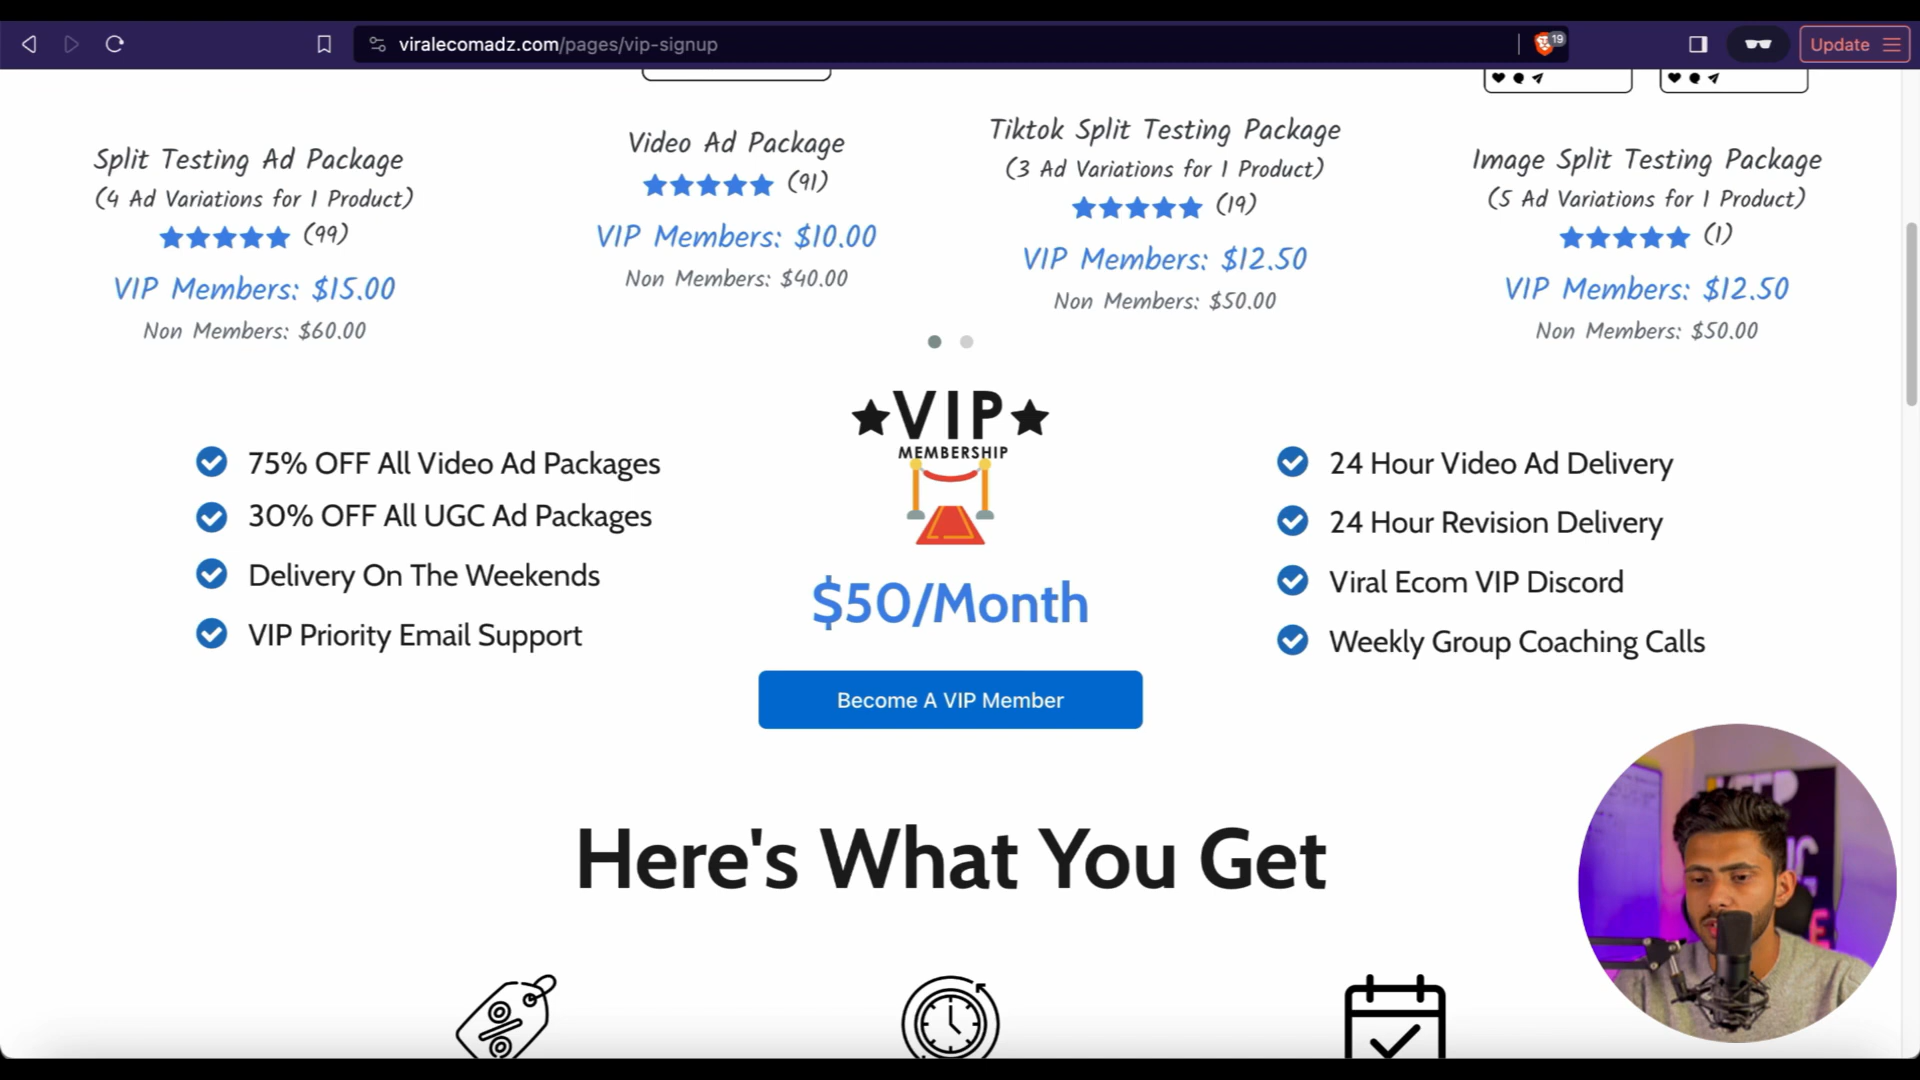 viralecomadz.com/pages/vip-signup
19
Update
Split Testing Ad Package
(4 Ad Variations for 1 Product)
(99)
VIP Members: $15.00
Non Members: $60.00
Video Ad Package
(91)
VIP Members: $10.00
Non Members: $40.00
Tiktok Split Testing Package
(3 Ad Variations for 1 Product)
(19)
VIP Members: $12.50
Non Members: $50.00
Image Split Testing Package
(5 Ad Variations for 1 Product)
(1)
VIP Members: $12.50
Non Members: $50.00
75% OFF All Video Ad Packages
30% OFF All UGC Ad Packages
Delivery On The Weekends
VIP Priority Email Support
VIP
MEMBERSHIP
$50/Month
Become A VIP Member
24 Hour Video Ad Delivery
24 Hour Revision Delivery
Viral Ecom VIP Discord
Weekly Group Coaching Calls
Here's What You Get